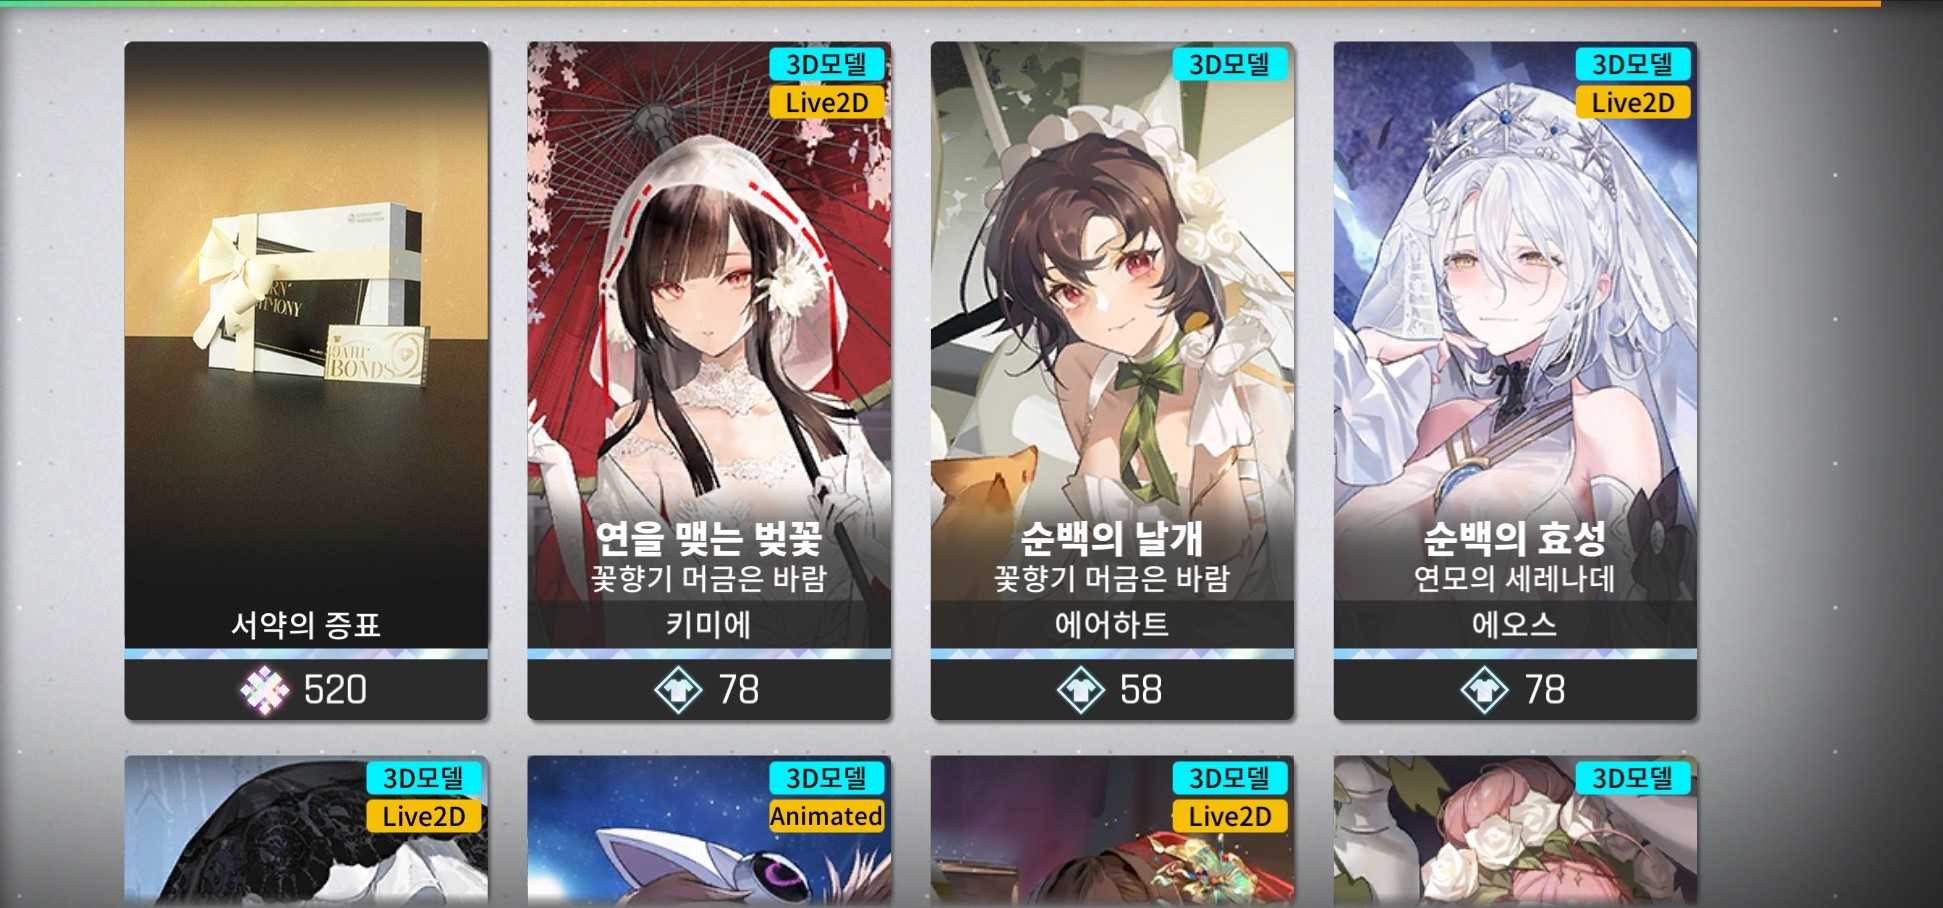 OATH
BONDS
서약의 증표
520
3D모델
Live2D
연을 맺는 벚꽃
꽃향기 머금은 바람
키미에
78
3D모델
순백의 날개
꽃향기 머금은 바람
에어하트
58
3D모델
Live2D
순백의 효성
연모의 세레나데
에오스
78
3D모델
Live2D
3D모델
Animated
3D모델
Live2D
3D모델